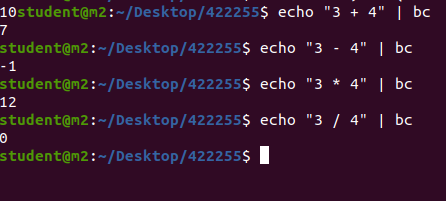 10student@m2:~/Desktop/422255$ echo "3 + 4" | bc
7
student@m2:~/Desktop/422255$ echo "3 - 4" | bc
-1
student@m2:~/Desktop/422255$ echo "3 * 4" | bc
12
student@m2:~/Desktop/422255$ echo "3 / 4" | bc
0
student@m2:~/Desktop/422255$